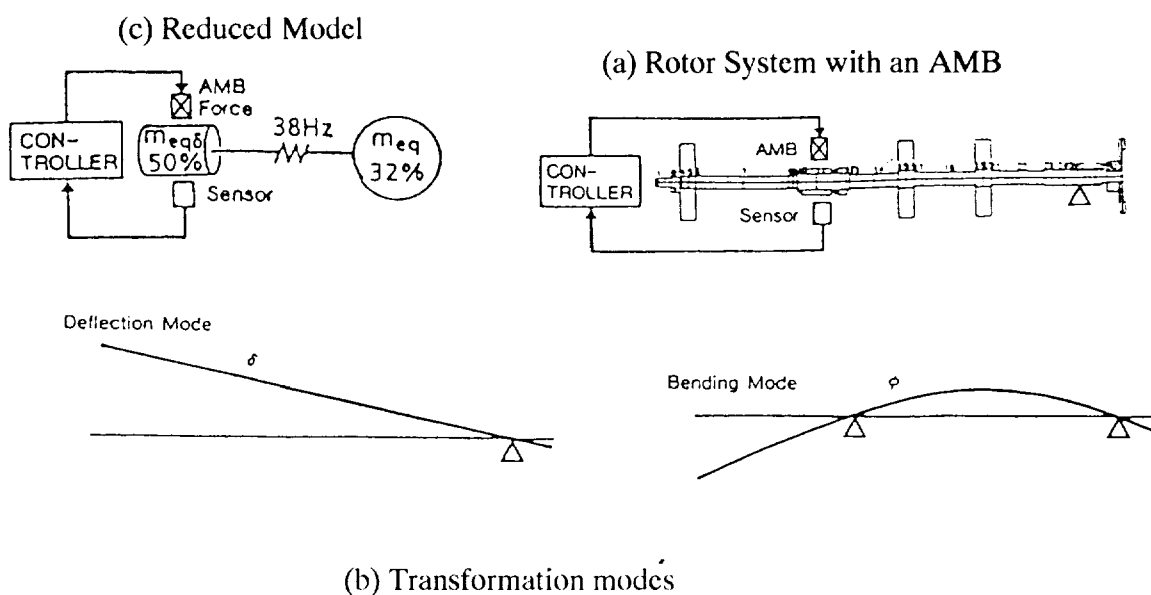 (c) Reduced Model
AMB
Force
CON-
TROLLER
m_eqδ
50%
38Hz
m_eq
32%
Sensor
(a) Rotor System with an AMB
AMB
CON-
TROLLER
Sensor
Deflection Mode
δ
Bending Mode
ϕ
(b) Transformation modes